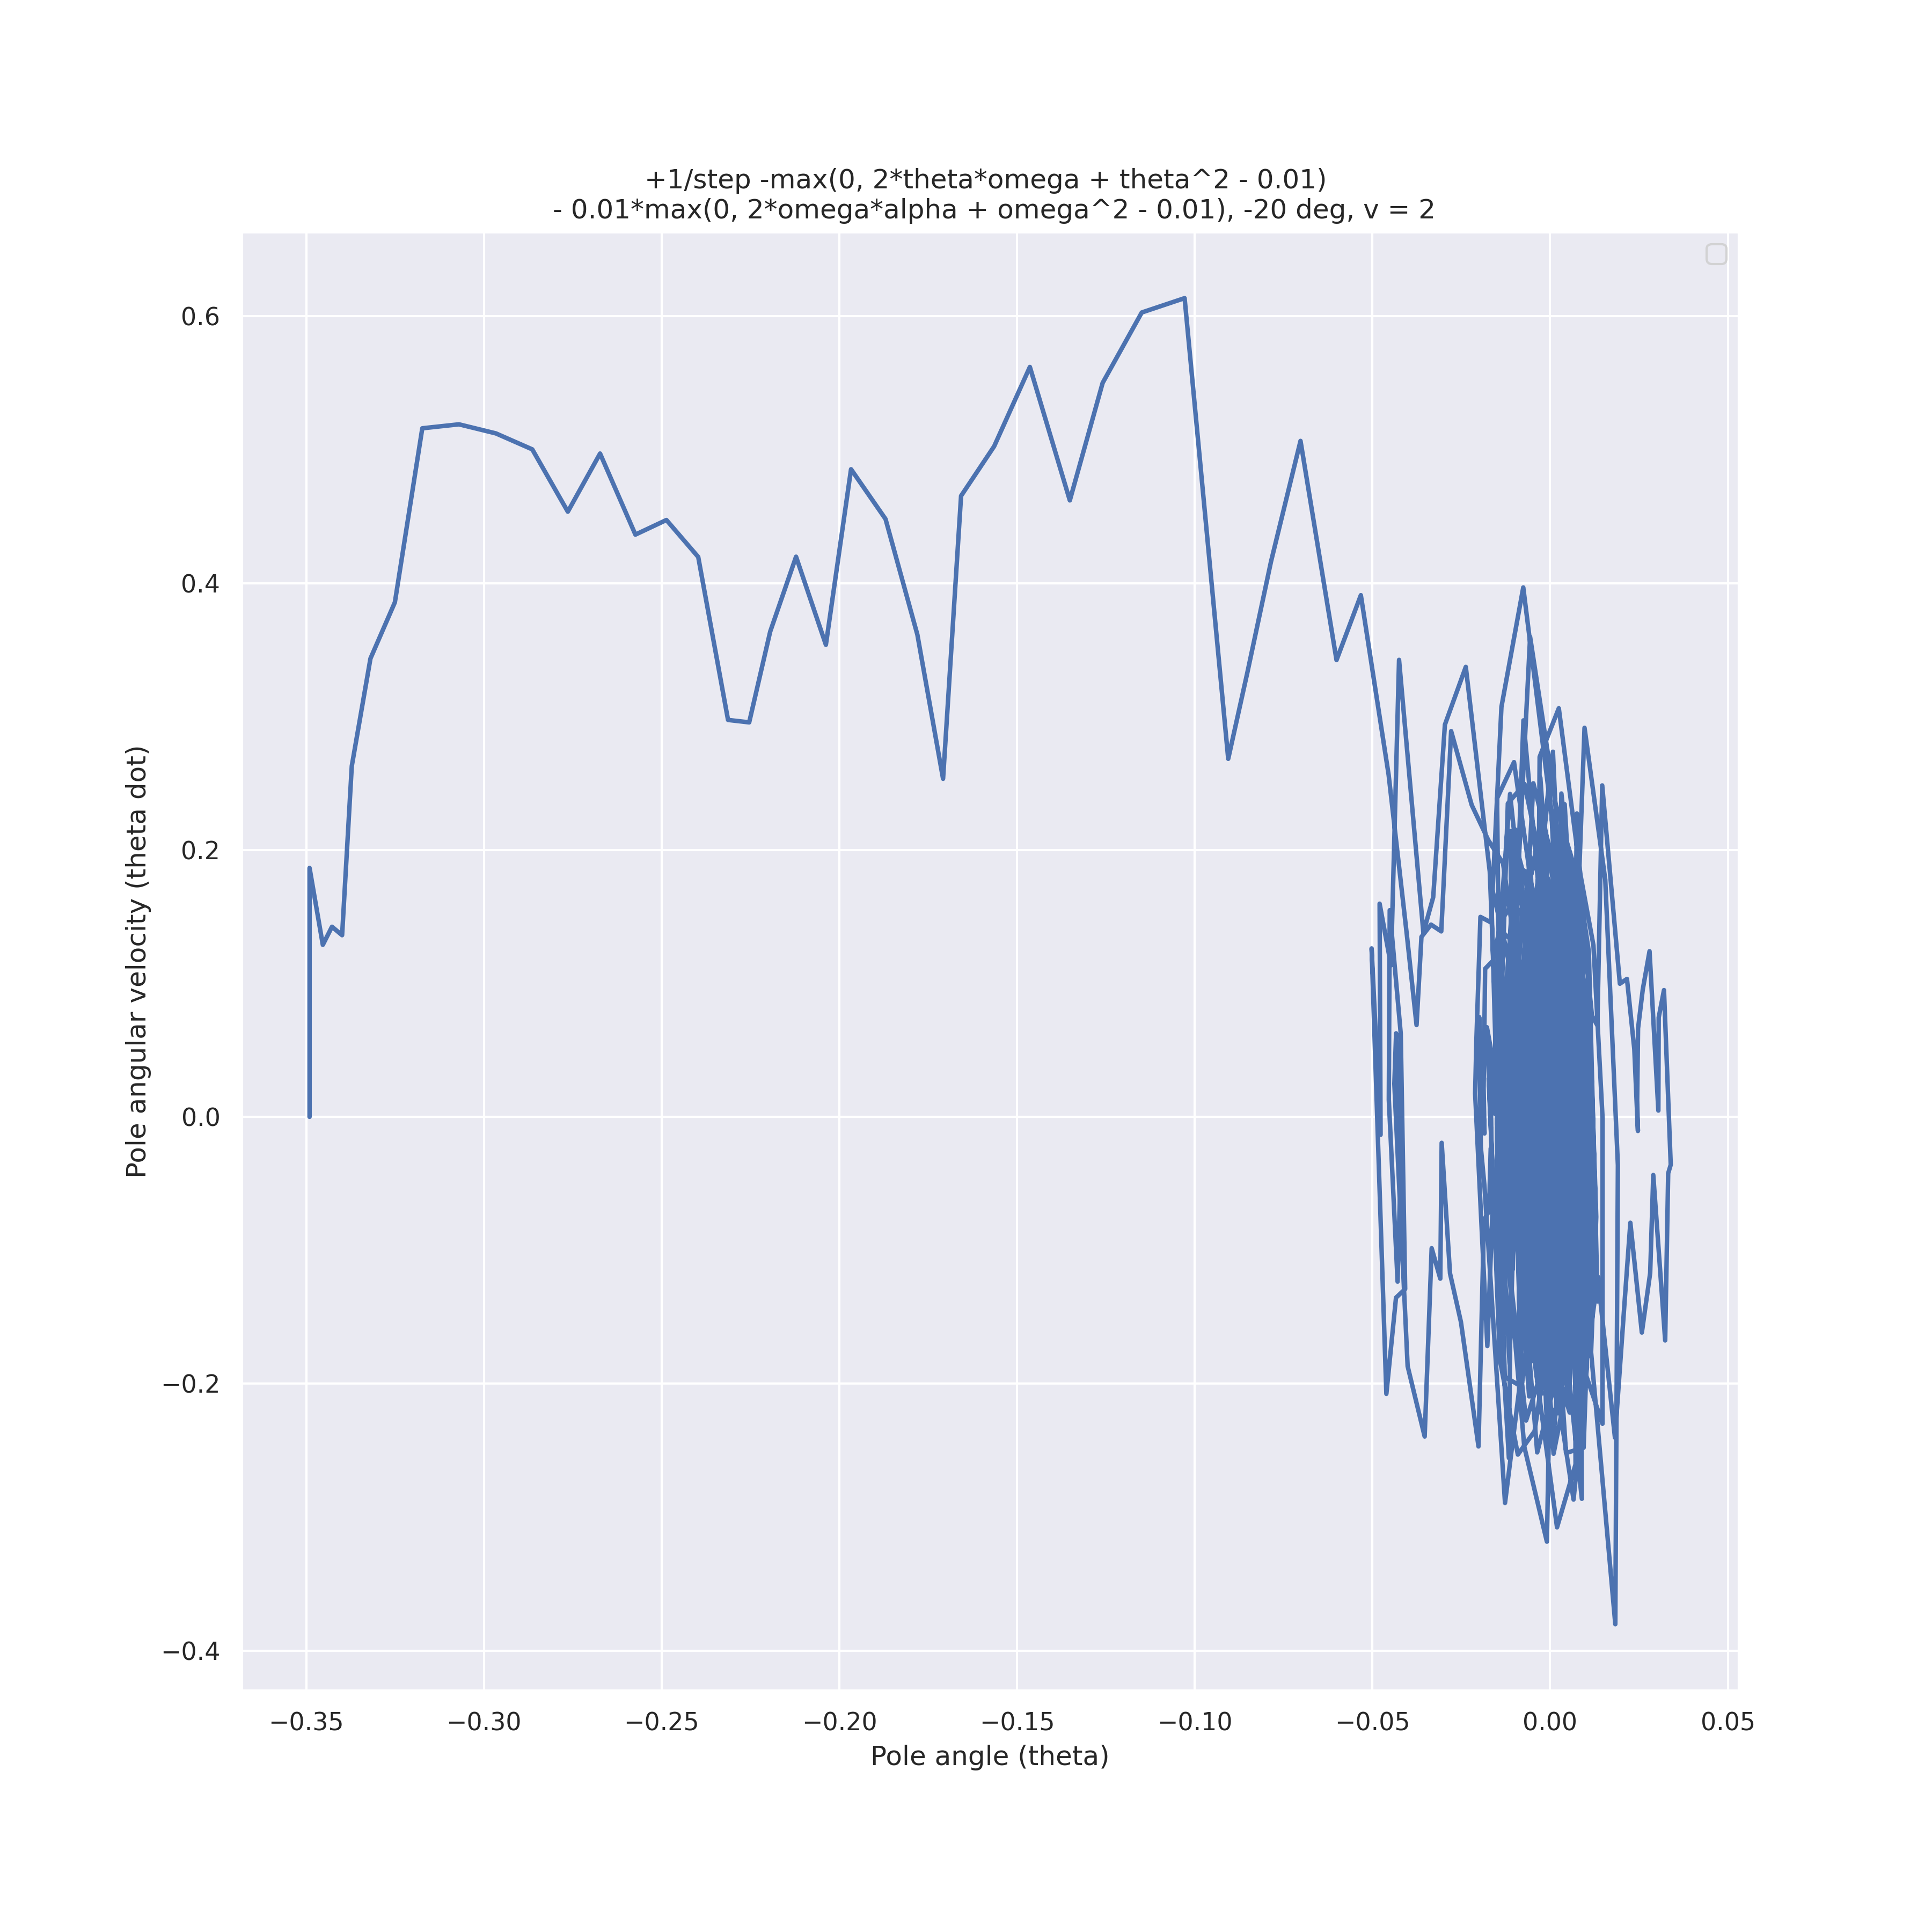 +1/step -max(0, 2*theta*omega + theta^2 - 0.01)
- 0.01*max(0, 2*omega*alpha + omega^2 - 0.01), -20 deg, v = 2
0.6
0.4
0.2
0.0
−0.2
−0.4
Pole angular velocity (theta dot)
−0.35 −0.30 −0.25 −0.20 −0.15 −0.10 −0.05 0.00 0.05
Pole angle (theta)